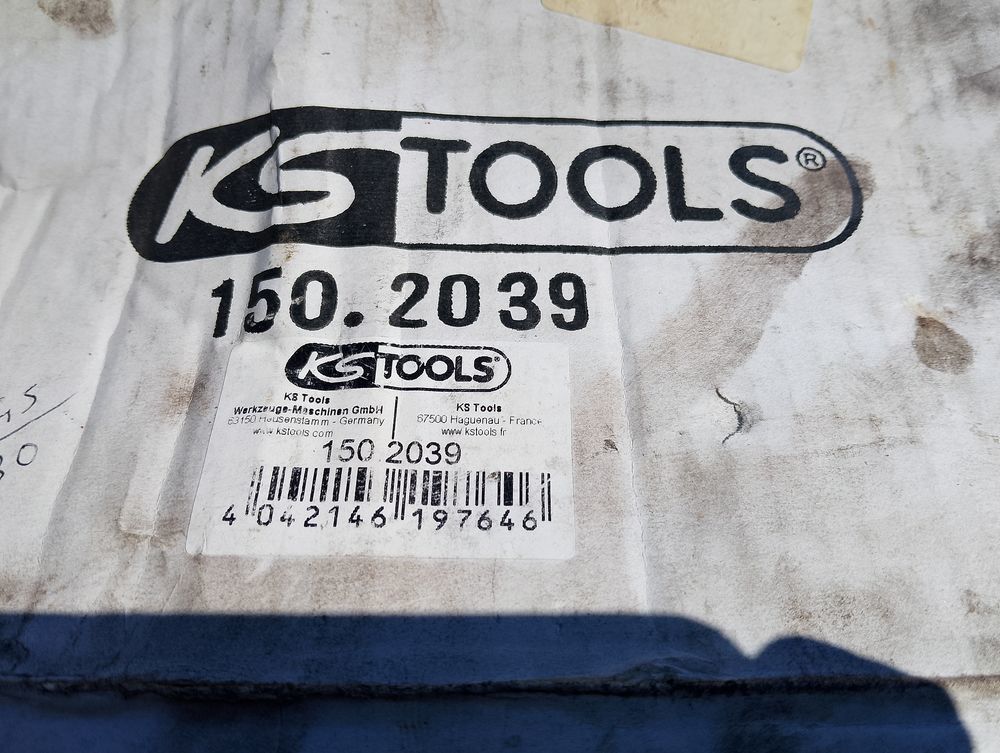 KS TOOLS®
150.2039
KS TOOLS®
KS Tools
Werkzeuge-Maschinen GmbH
63150 Heusenstamm - Germany
www.kstools.com
KS Tools
67500 Haguenau - France
www.kstools.fr
150.2039
4 042146 197646